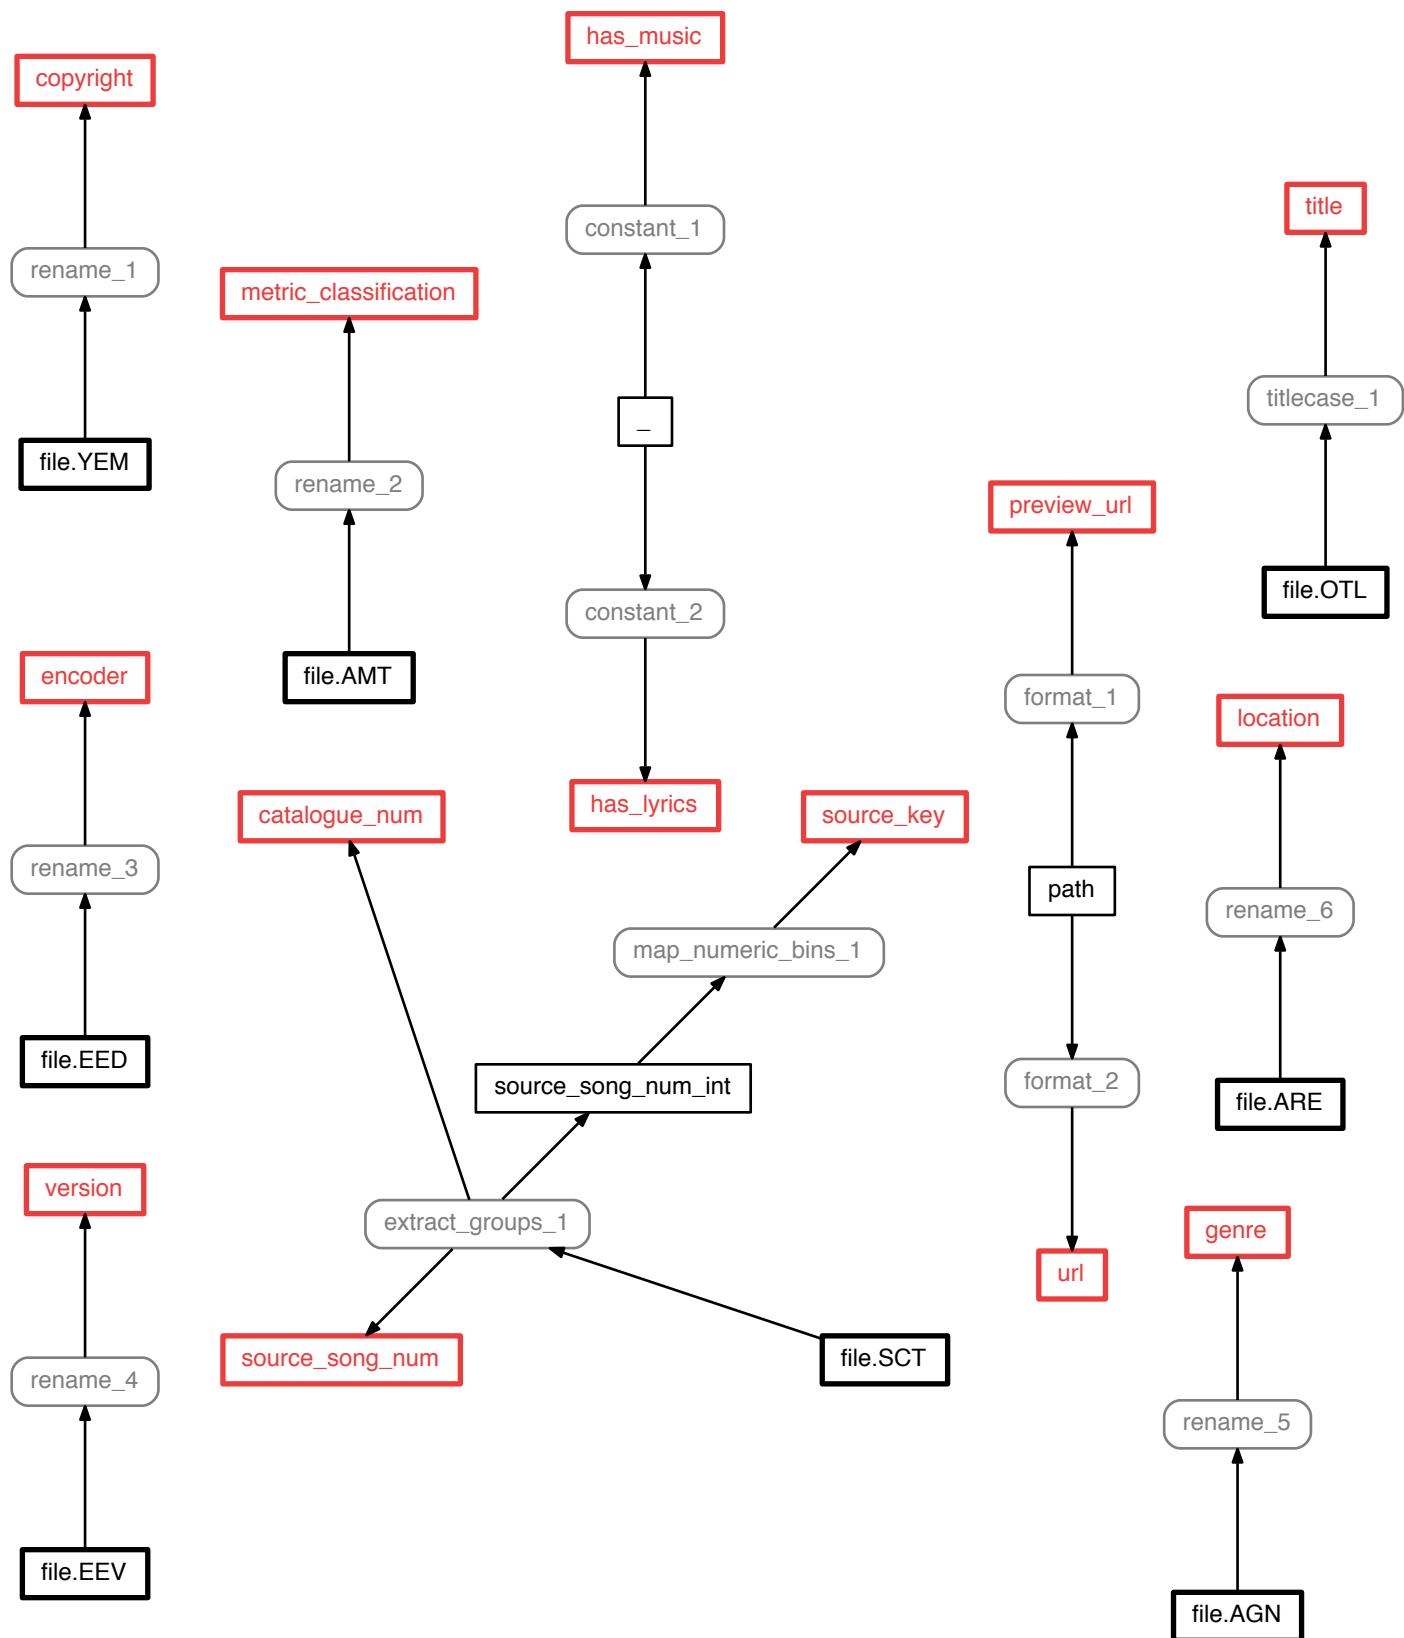 has_music
copyright
title
constant_1
rename_1
metric_classification
titlecase_1
_
file.YEM
rename_2
preview_url
file.OTL
constant_2
encoder
file.AMT
format_1
location
has_lyrics
catalogue_num
source_key
rename_3
path
rename_6
map_numeric_bins_1
file.EED
source_song_num_int
format_2
file.ARE
version
extract_groups_1
genre
url
source_song_num
file.SCT
rename_4
rename_5
file.EEV
file.AGN